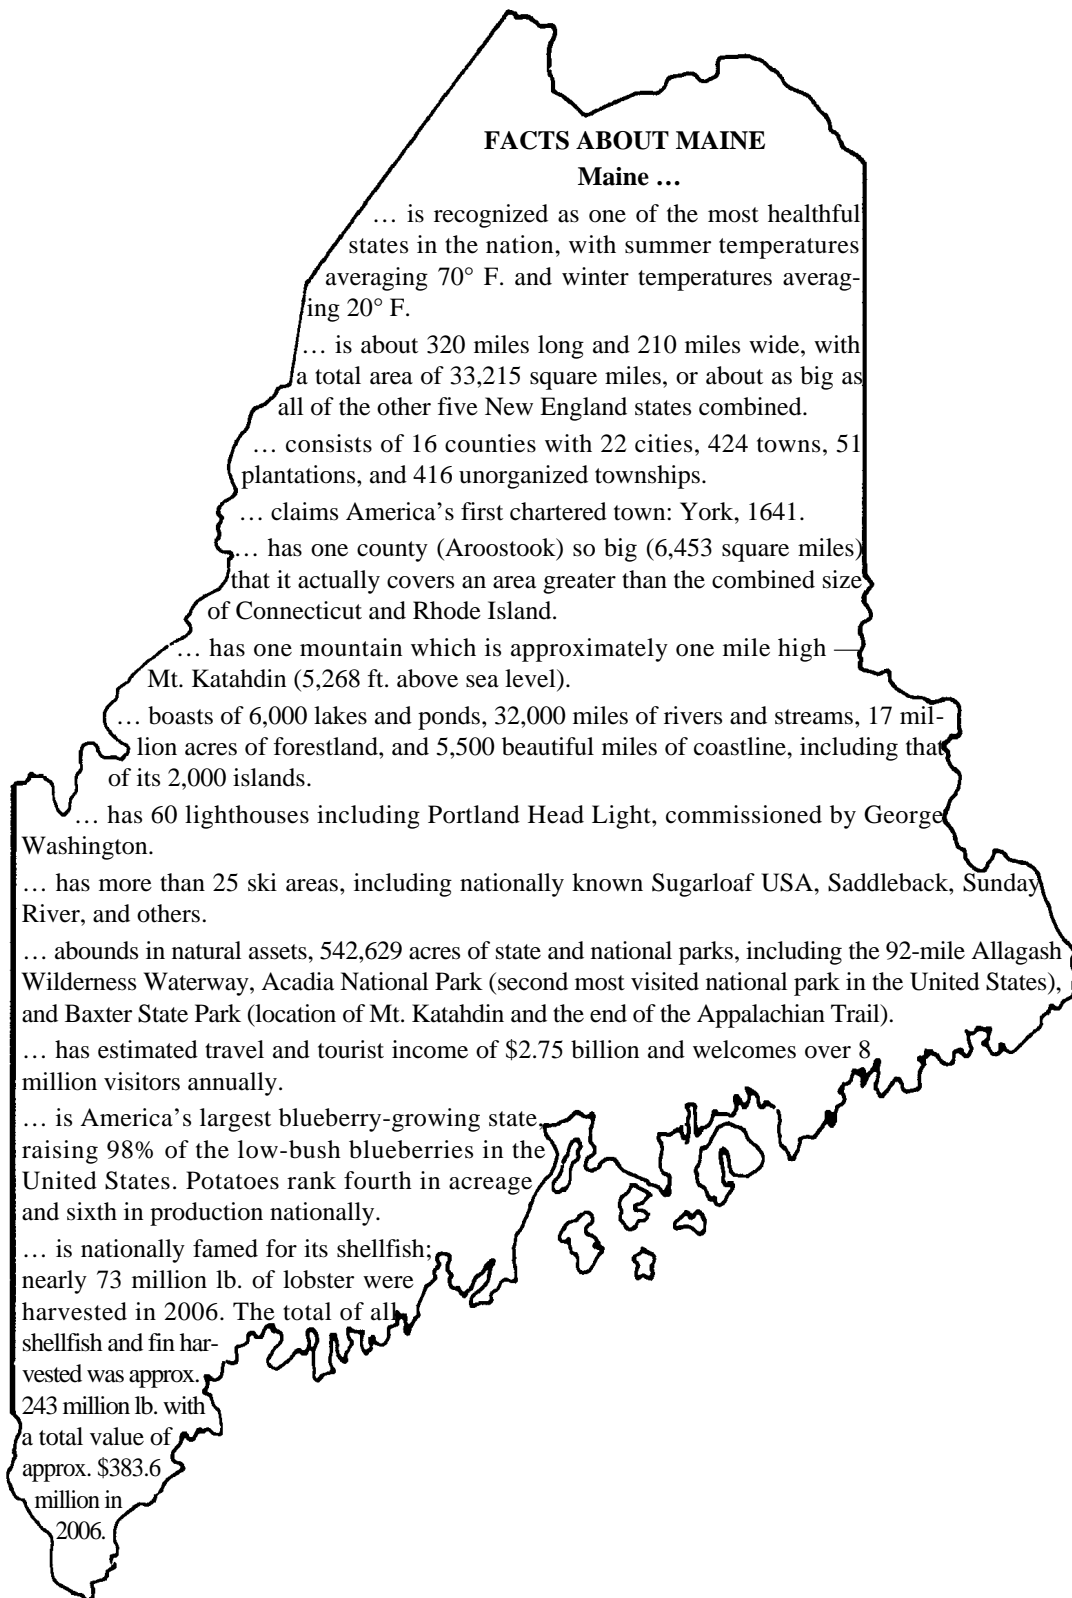 FACTS ABOUT MAINE
Maine …
… is recognized as one of the most healthful
states in the nation, with summer temperatures
averaging 70° F. and winter temperatures averag-
ing 20° F.
… is about 320 miles long and 210 miles wide, with
a total area of 33,215 square miles, or about as big as
all of the other five New England states combined.
… consists of 16 counties with 22 cities, 424 towns, 51
plantations, and 416 unorganized townships.
… claims America’s first chartered town: York, 1641.
… has one county (Aroostook) so big (6,453 square miles)
that it actually covers an area greater than the combined size
of Connecticut and Rhode Island.
… has one mountain which is approximately one mile high —
Mt. Katahdin (5,268 ft. above sea level).
… boasts of 6,000 lakes and ponds, 32,000 miles of rivers and streams, 17 mil-
lion acres of forestland, and 5,500 beautiful miles of coastline, including that
of its 2,000 islands.
… has 60 lighthouses including Portland Head Light, commissioned by George
Washington.
… has more than 25 ski areas, including nationally known Sugarloaf USA, Saddleback, Sunday
River, and others.
… abounds in natural assets, 542,629 acres of state and national parks, including the 92-mile Allagash
Wilderness Waterway, Acadia National Park (second most visited national park in the United States),
and Baxter State Park (location of Mt. Katahdin and the end of the Appalachian Trail).
… has estimated travel and tourist income of $2.75 billion and welcomes over 8
million visitors annually.
… is America’s largest blueberry-growing state,
raising 98% of the low-bush blueberries in the
United States. Potatoes rank fourth in acreage
and sixth in production nationally.
… is nationally famed for its shellfish;
nearly 73 million lb. of lobster were
harvested in 2006. The total of all
shellfish and fin har-
vested was approx.
243 million lb. with
a total value of
approx. $383.6
million in
2006.